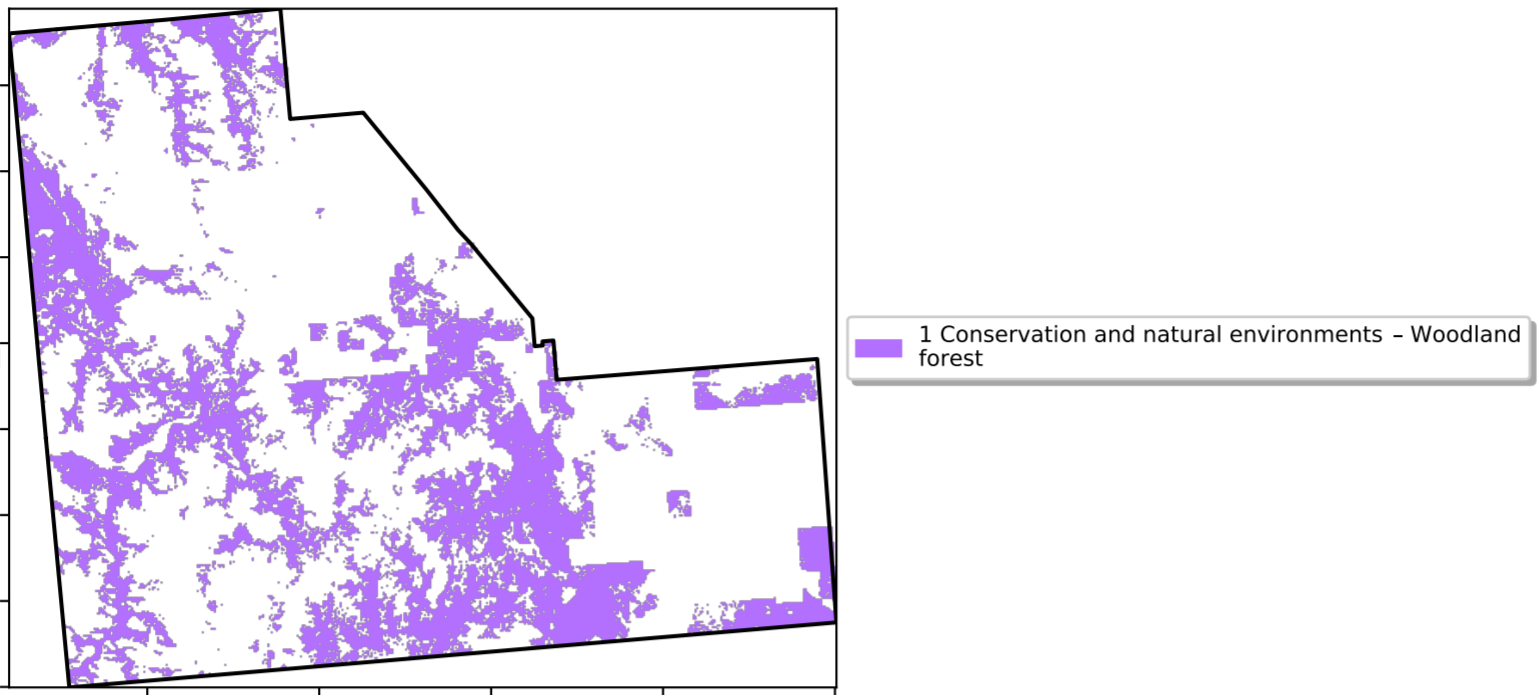 1 Conservation and natural environments – Woodland
forest